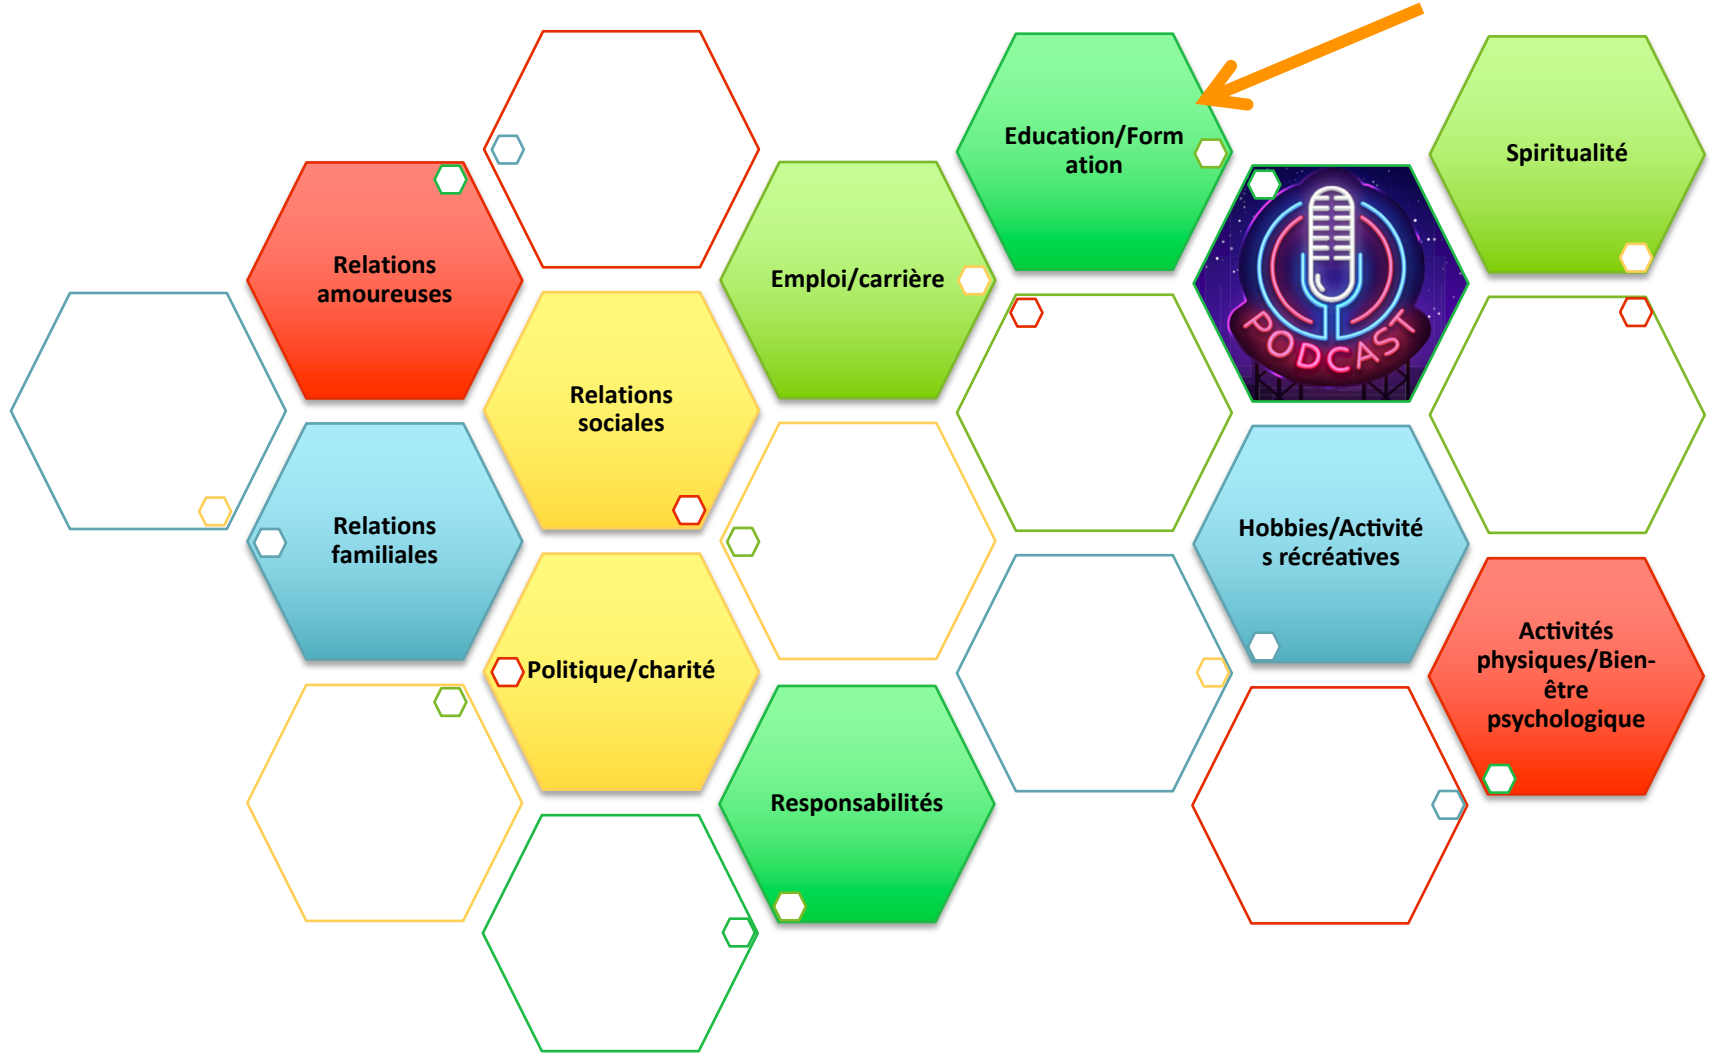 Relations
amoureuses
Relations
familiales
Relations
sociales
Politique/charité
Emploi/carrière
Responsabilités
Education/Form
ation
PODCAST
Hobbies/Activité
s récréatives
Spiritualité
Activités
physiques/Bien-
être
psychologique